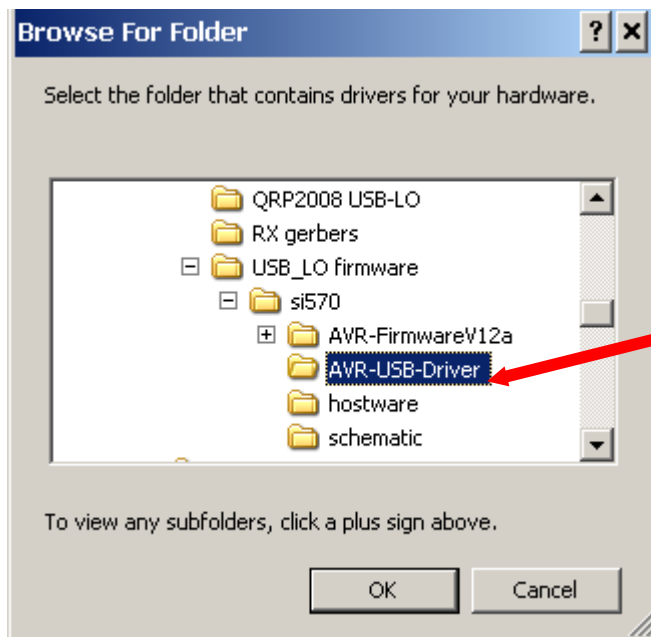 Browse For Folder
Select the folder that contains drivers for your hardware.
QRP2008 USB-LO
RX gerbers
USB_LO firmware
si570
AVR-FirmwareV12a
AVR-USB-Driver
hostware
schematic
To view any subfolders, click a plus sign above.
OK Cancel